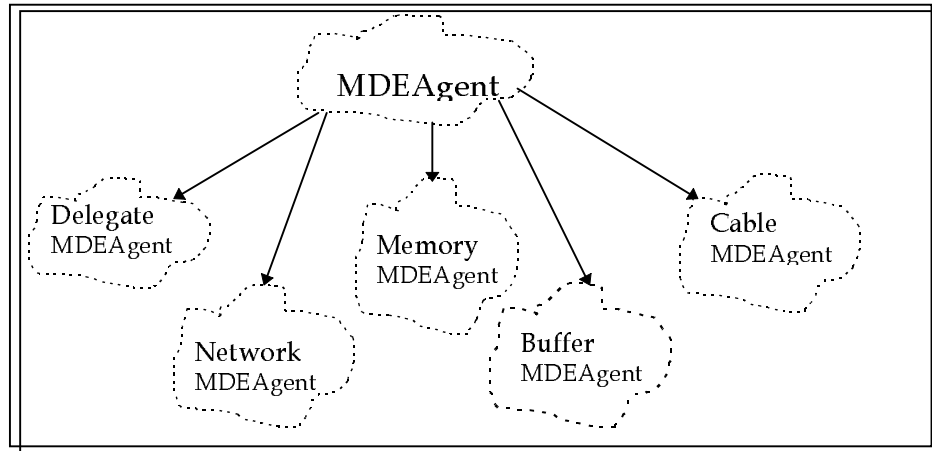 MDEAgent
Delegate
MDEAgent
Network
MDEAgent
Memory
MDEAgent
Buffer
MDEAgent
Cable
MDEAgent